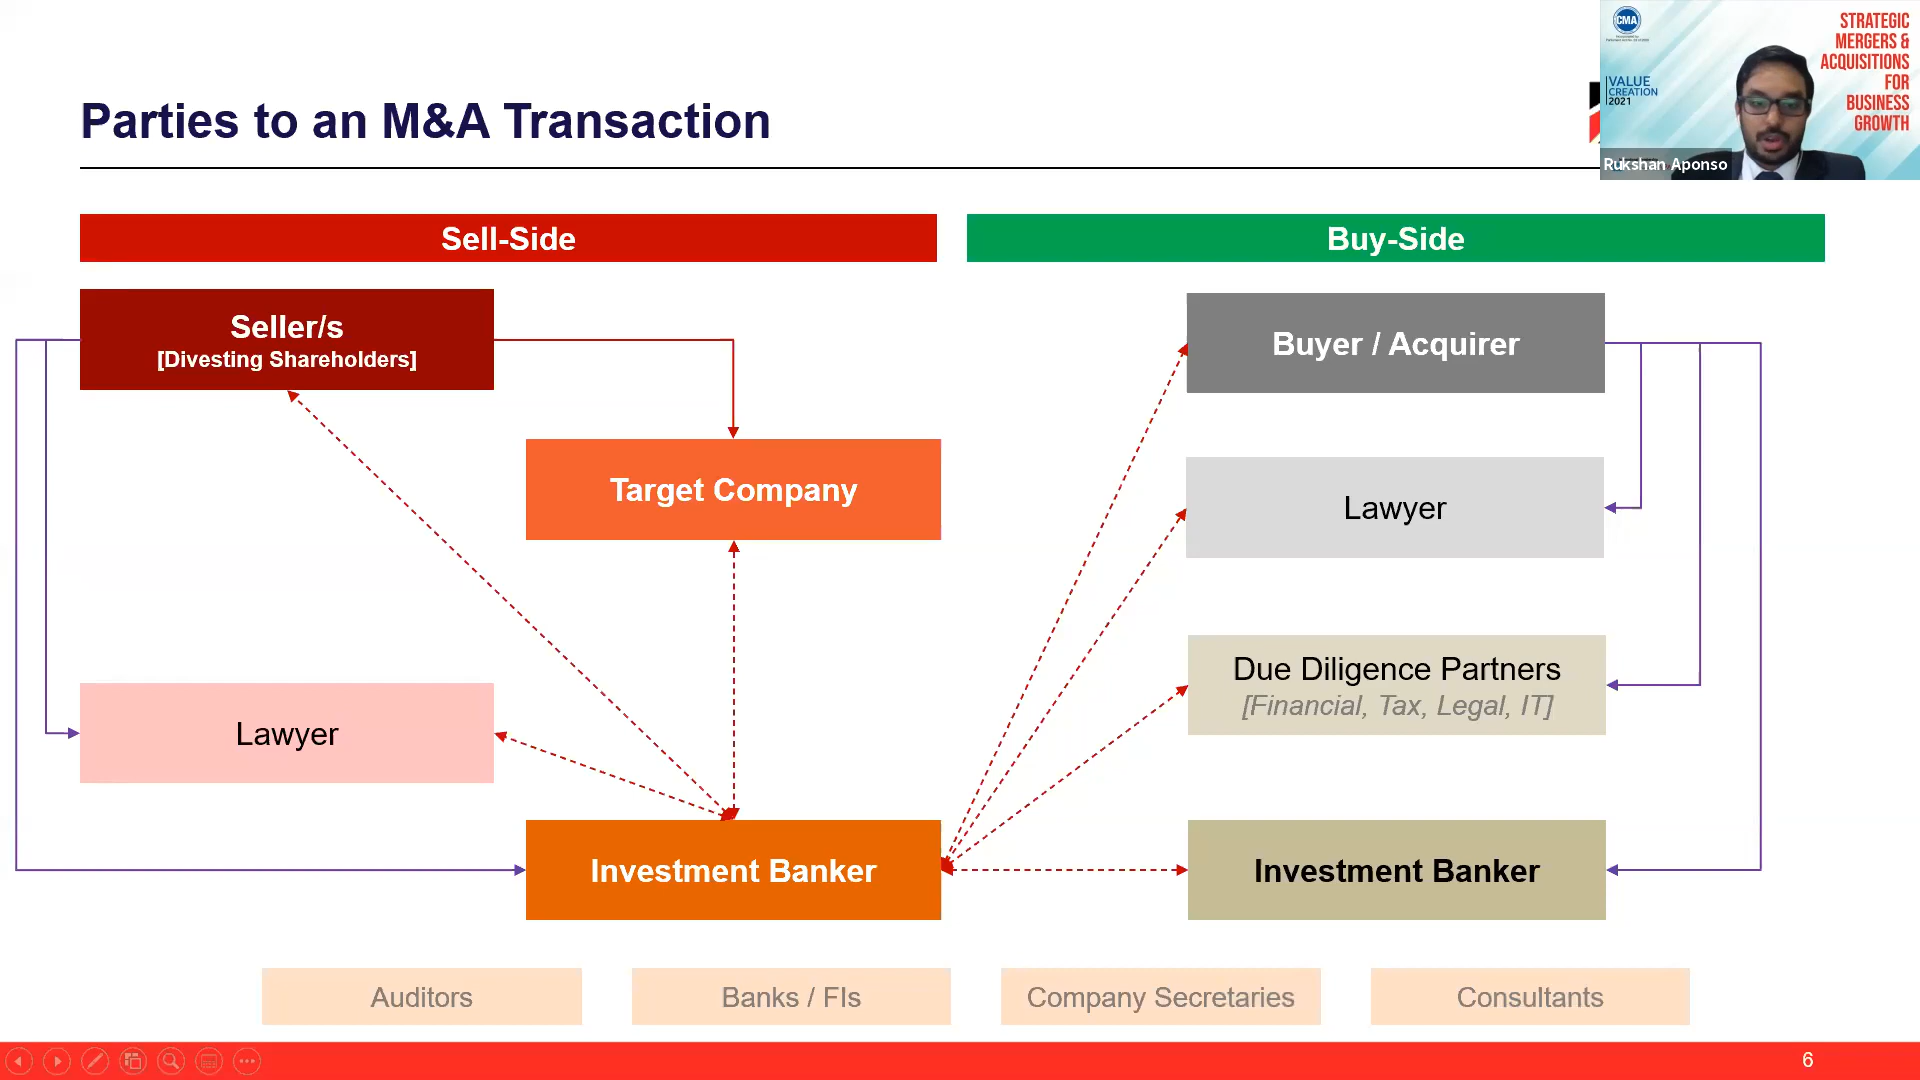 Parties to an M&A Transaction
CMA
VALUE
CREATION
2021
STRATEGIC
MERGERS &
ACQUISITIONS
FOR
BUSINESS
GROWTH
Rukshan Aponso
Sell-Side
Buy-Side
Seller/s
[Divesting Shareholders]
Buyer / Acquirer
Target Company
Lawyer
Due Diligence Partners
[Financial, Tax, Legal, IT]
Lawyer
Investment Banker
Investment Banker
Auditors
Banks / FIs
Company Secretaries
Consultants
6